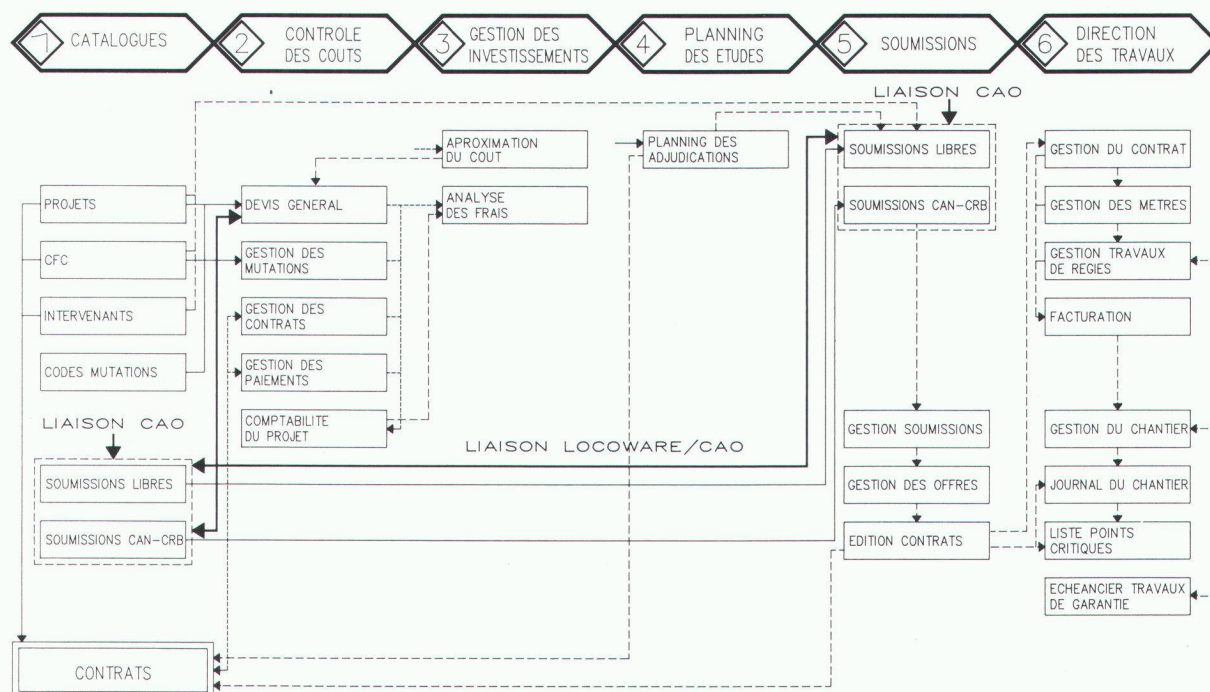 1 CATALOGUES
2 CONTROLE
DES COUTS
3 GESTION DES
INVESTISSEMENTS
4 PLANNING
DES ETUDES
5 SOUMISSIONS
6 DIRECTION
DES TRAVAUX
LIAISON CAO
APROXIMATION
DU COUT
PLANNING DES
ADJUDICATIONS
SOUMISSIONS LIBRES
GESTION DU CONTRAT
PROJETS
DEVIS GENERAL
ANALYSE
DES FRAIS
SOUMISSIONS CAN-CRB
GESTION DES METRES
CFC
GESTION DES
MUTATIONS
GESTION TRAVAUX
DE REGIES
INTERVENANTS
GESTION DES
CONTRATS
FACTURATION
CODES MUTATIONS
GESTION DES
PAIEMENTS
LIAISON CAO
COMPTABILITE
DU PROJET
LIAISON LOCOWARE/CAO
GESTION SOUMISSIONS
GESTION DU CHANTIER
SOUMISSIONS LIBRES
GESTION DES OFFRES
JOURNAL DU CHANTIER
SOUMISSIONS CAN-CRB
EDITION CONTRATS
LISTE POINTS
CRITIQUES
ECHEANCIER TRAVAUX
DE GARANTIE
CONTRATS